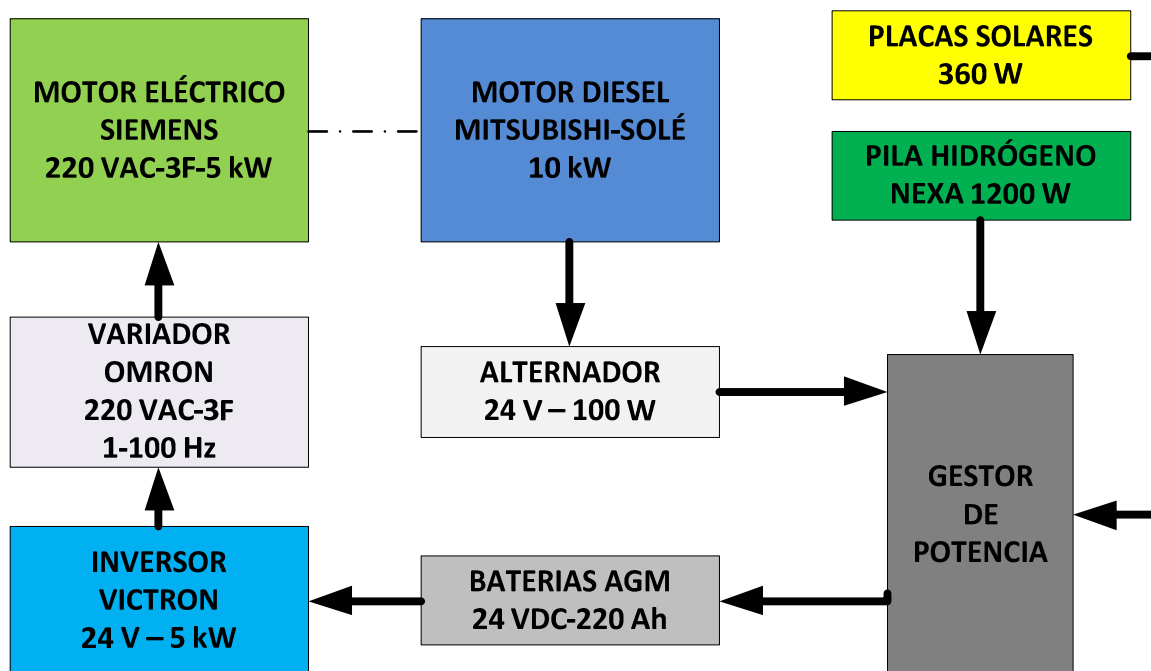 MOTOR ELÉCTRICO
SIEMENS
220 VAC-3F-5 kW
MOTOR DIESEL
MITSUBISHI-SOLÉ
10 kW
PLACAS SOLARES
360 W
PILA HIDRÓGENO
NEXA 1200 W
VARIADOR
OMRON
220 VAC-3F
1-100 Hz
ALTERNADOR
24 V – 100 W
GESTOR
DE
POTENCIA
INVERSOR
VICTRON
24 V – 5 kW
BATERIAS AGM
24 VDC-220 Ah